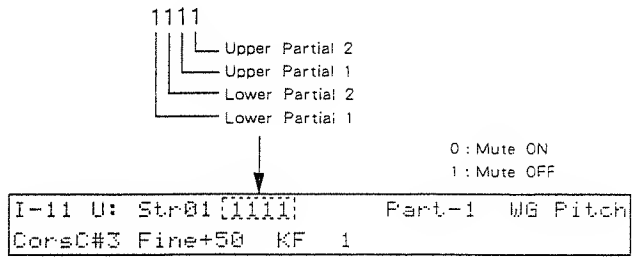 1111
Upper Partial 2
Upper Partial 1
Lower Partial 2
Lower Partial 1
0 : Mute ON
1 : Mute OFF
I-11 U: Str01 [1111] Part-1 WG Pitch
CorsC#3 Fine+50 KF 1